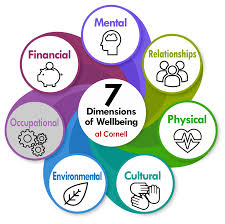 Mental
Relationships
Physical
Cultural
Environmental
Occupational
Financial
7
Dimensions
of Wellbeing
at Cornell